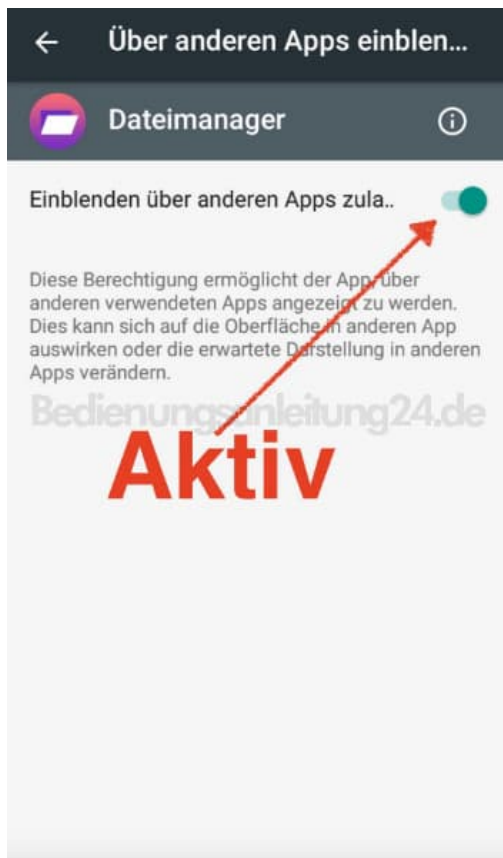 Über anderen Apps einblen...
Dateimanager
Einblenden über anderen Apps zula..
Diese Berechtigung ermöglicht der App, über
anderen verwendeten Apps angezeigt zu werden.
Dies kann sich auf die Oberfläche in anderen App
auswirken oder die erwartete Darstellung in anderen
Apps verändern.
Bedienungsanleitung24.de
Aktiv